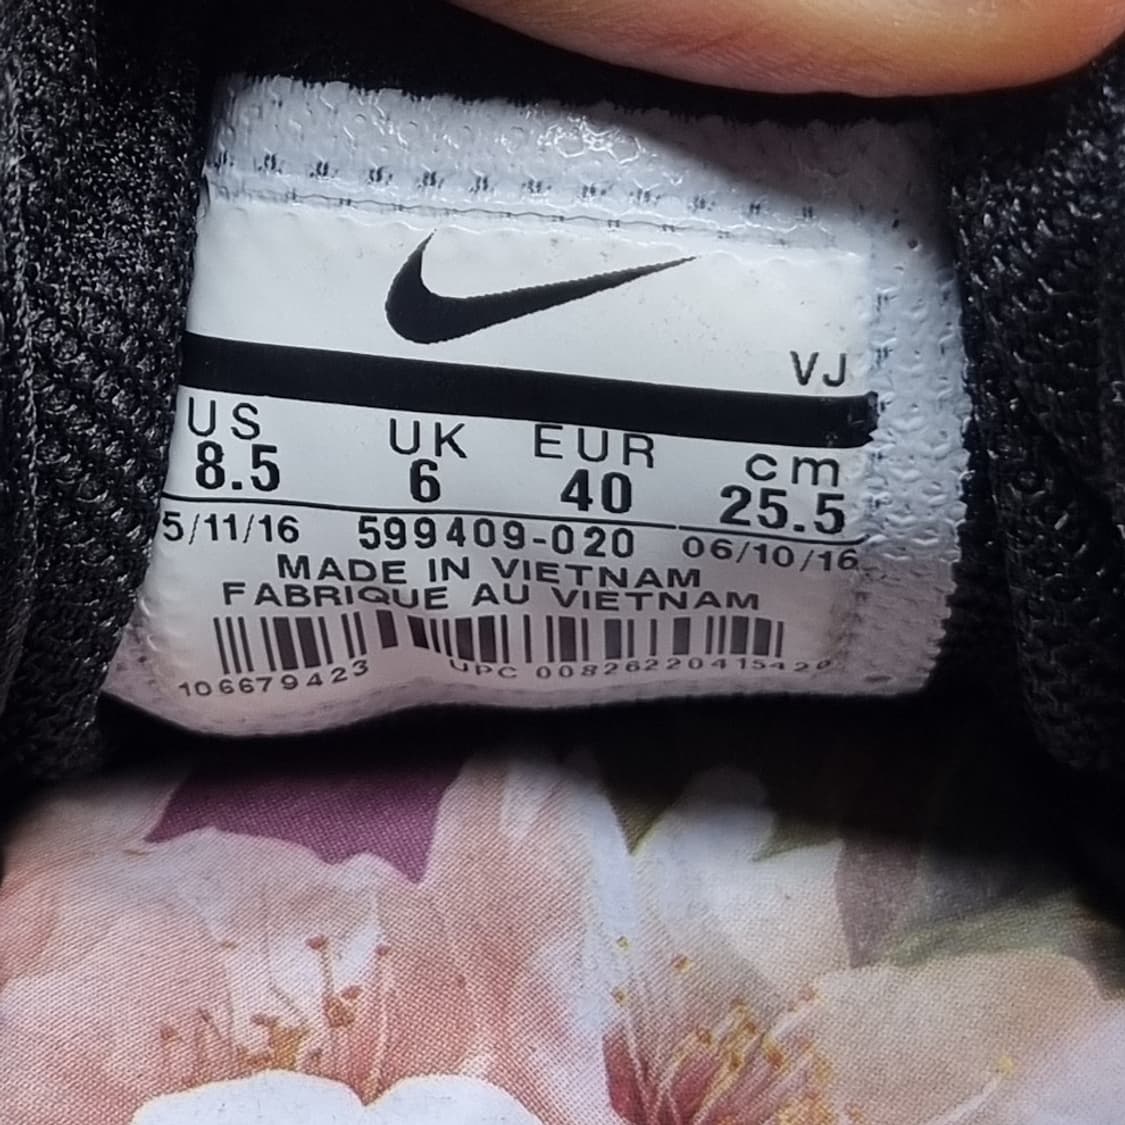 VJ
US UK EUR cm
8.5 6 40 25.5
5/11/16 599409-020 06/10/16
MADE IN VIETNAM
FABRIQUE AU VIETNAM
106679423 UPC 00826220415420